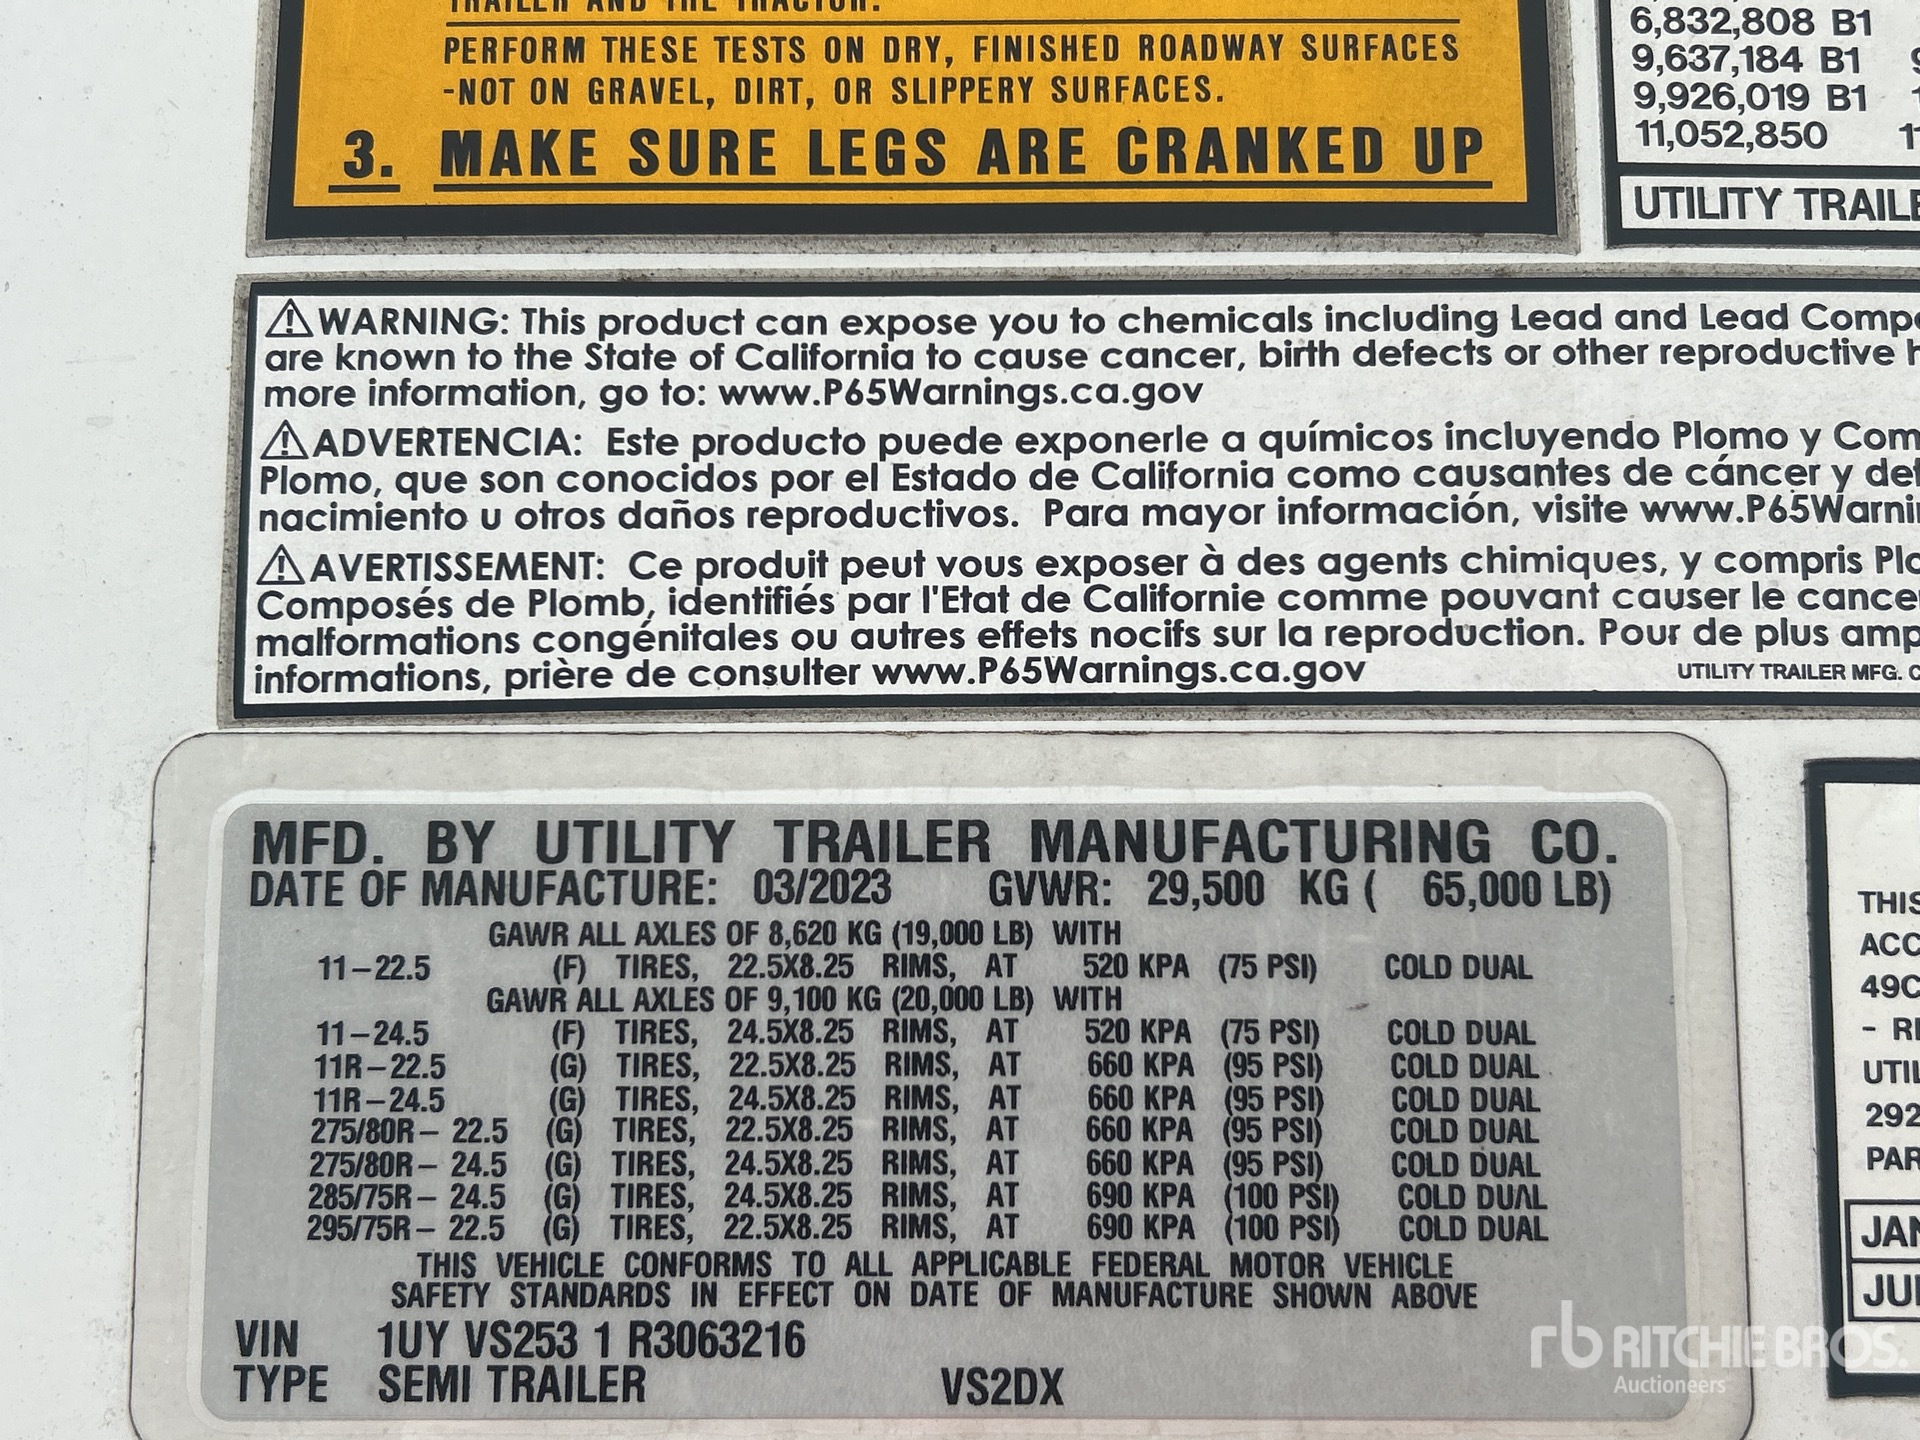 TRAILER AND THE TRACTOR.
PERFORM THESE TESTS ON DRY, FINISHED ROADWAY SURFACES
-NOT ON GRAVEL, DIRT, OR SLIPPERY SURFACES.
3. MAKE SURE LEGS ARE CRANKED UP
6,832,808 B1
9,637,184 B1
9,926,019 B1
11,052,850
UTILITY TRAILE
⚠WARNING: This product can expose you to chemicals including Lead and Lead Compo
are known to the State of California to cause cancer, birth defects or other reproductive h
more information, go to: www.P65Warnings.ca.gov
⚠ADVERTENCIA: Este producto puede exponerle a químicos incluyendo Plomo y Com
Plomo, que son conocidos por el Estado de California como causantes de cáncer y def
nacimiento u otros daños reproductivos. Para mayor información, visite www.P65Warni
⚠AVERTISSEMENT: Ce produit peut vous exposer à des agents chimiques, y compris Plo
Composés de Plomb, identifiés par l'Etat de Californie comme pouvant causer le cancer
malformations congénitales ou autres effets nocifs sur la reproduction. Pour de plus amp
informations, prière de consulter www.P65Warnings.ca.gov
UTILITY TRAILER MFG. C
MFD. BY UTILITY TRAILER MANUFACTURING CO.
DATE OF MANUFACTURE: 03/2023 GVWR: 29,500 KG ( 65,000 LB)
GAWR ALL AXLES OF 8,620 KG (19,000 LB) WITH
11-22.5 (F) TIRES, 22.5X8.25 RIMS, AT 520 KPA (75 PSI) COLD DUAL
GAWR ALL AXLES OF 9,100 KG (20,000 LB) WITH
11-24.5 (F) TIRES, 24.5X8.25 RIMS, AT 520 KPA (75 PSI) COLD DUAL
11R-22.5 (G) TIRES, 22.5X8.25 RIMS, AT 660 KPA (95 PSI) COLD DUAL
11R-24.5 (G) TIRES, 24.5X8.25 RIMS, AT 660 KPA (95 PSI) COLD DUAL
275/80R- 22.5 (G) TIRES, 22.5X8.25 RIMS, AT 660 KPA (95 PSI) COLD DUAL
275/80R- 24.5 (G) TIRES, 24.5X8.25 RIMS, AT 660 KPA (95 PSI) COLD DUAL
285/75R- 24.5 (G) TIRES, 24.5X8.25 RIMS, AT 690 KPA (100 PSI) COLD DUAL
295/75R- 22.5 (G) TIRES, 22.5X8.25 RIMS, AT 690 KPA (100 PSI) COLD DUAL
THIS VEHICLE CONFORMS TO ALL APPLICABLE FEDERAL MOTOR VEHICLE
SAFETY STANDARDS IN EFFECT ON DATE OF MANUFACTURE SHOWN ABOVE
VIN 1UY VS253 1 R3063216
TYPE SEMI TRAILER VS2DX
THIS
ACC
49C
- RE
UTIL
292
PAR
JAN
JUL
rb RITCHIE BROS.
Auctioneers